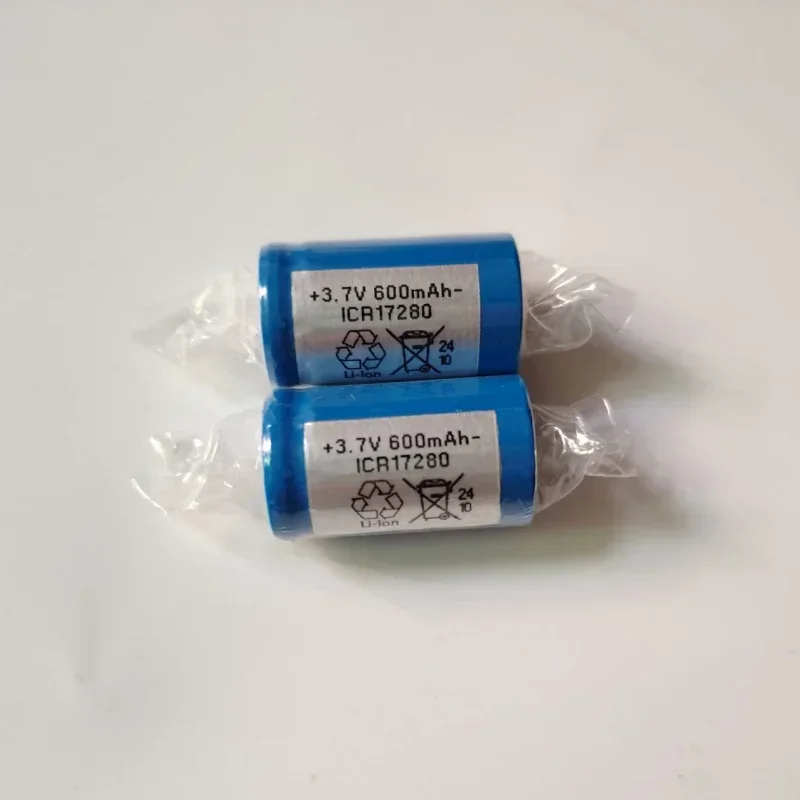 +3.7V 600mAh-
ICR17280
24
10
Li-Ion
+3.7V 600mAh-
ICR17280
24
10
Li-Ion